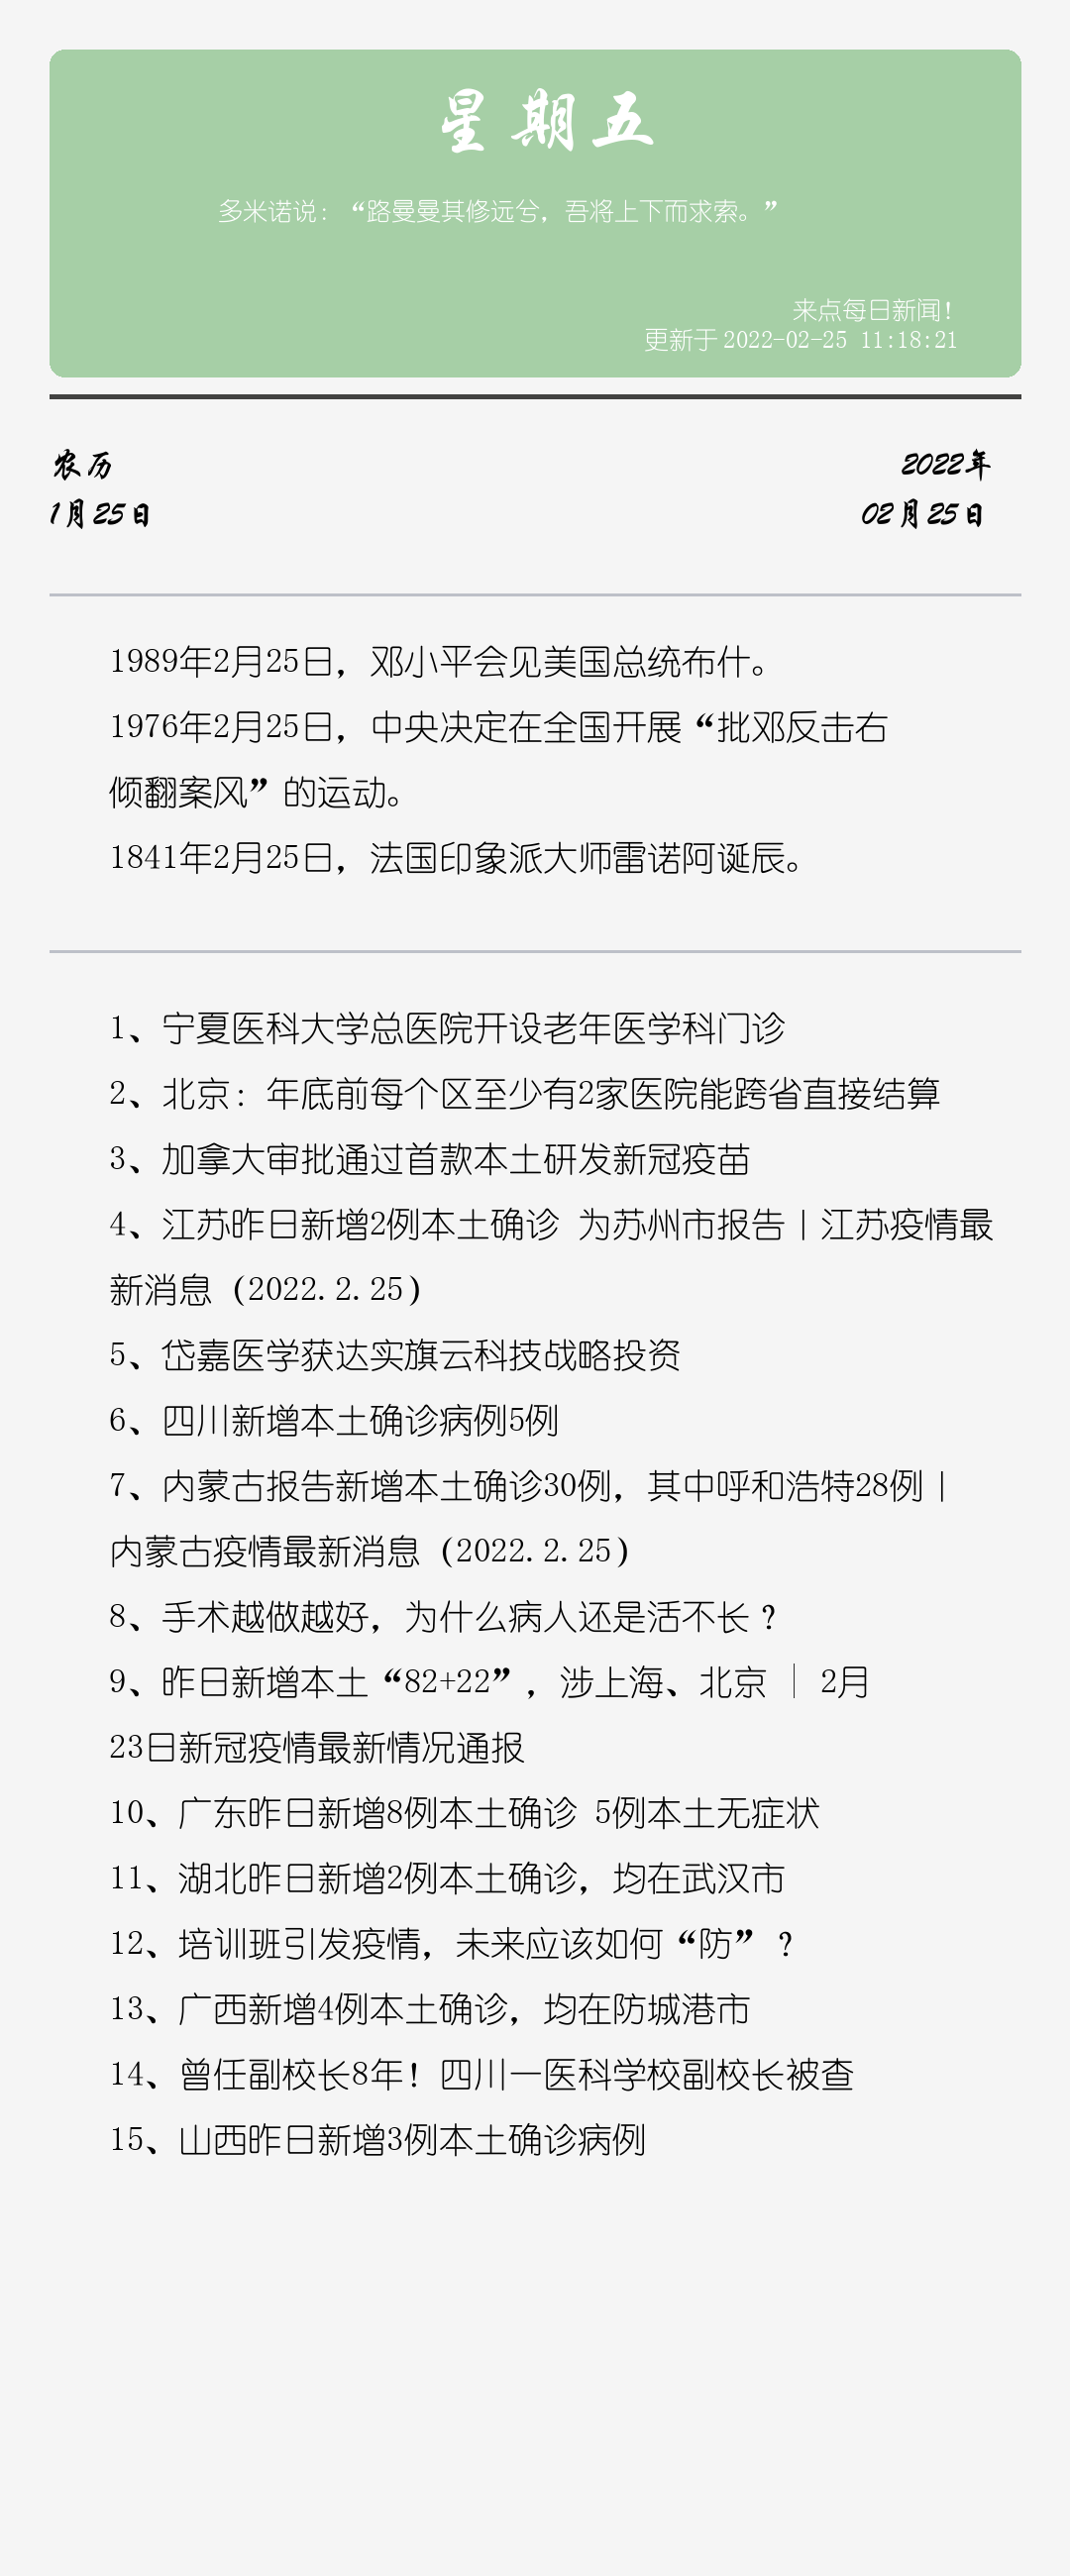 星期五
多米诺说：“路曼曼其修远兮，吾将上下而求索。”
来点每日新闻！
更新于 2022-02-25 11:18:21
农历
2022年
1月25日
02月25日
1989年2月25日，邓小平会见美国总统布什。
1976年2月25日，中央决定在全国开展“批邓反击右
倾翻案风”的运动。
1841年2月25日，法国印象派大师雷诺阿诞辰。
1、宁夏医科大学总医院开设老年医学科门诊
2、北京：年底前每个区至少有2家医院能跨省直接结算
3、加拿大审批通过首款本土研发新冠疫苗
4、江苏昨日新增2例本土确诊 为苏州市报告丨江苏疫情最
新消息（2022.2.25）
5、岱嘉医学获达实旗云科技战略投资
6、四川新增本土确诊病例5例
7、内蒙古报告新增本土确诊30例，其中呼和浩特28例丨
内蒙古疫情最新消息（2022.2.25）
8、手术越做越好，为什么病人还是活不长？
9、昨日新增本土“82+22”，涉上海、北京 │ 2月
23日新冠疫情最新情况通报
10、广东昨日新增8例本土确诊 5例本土无症状
11、湖北昨日新增2例本土确诊，均在武汉市
12、培训班引发疫情，未来应该如何“防”？
13、广西新增4例本土确诊，均在防城港市
14、曾任副校长8年！四川一医科学校副校长被查
15、山西昨日新增3例本土确诊病例